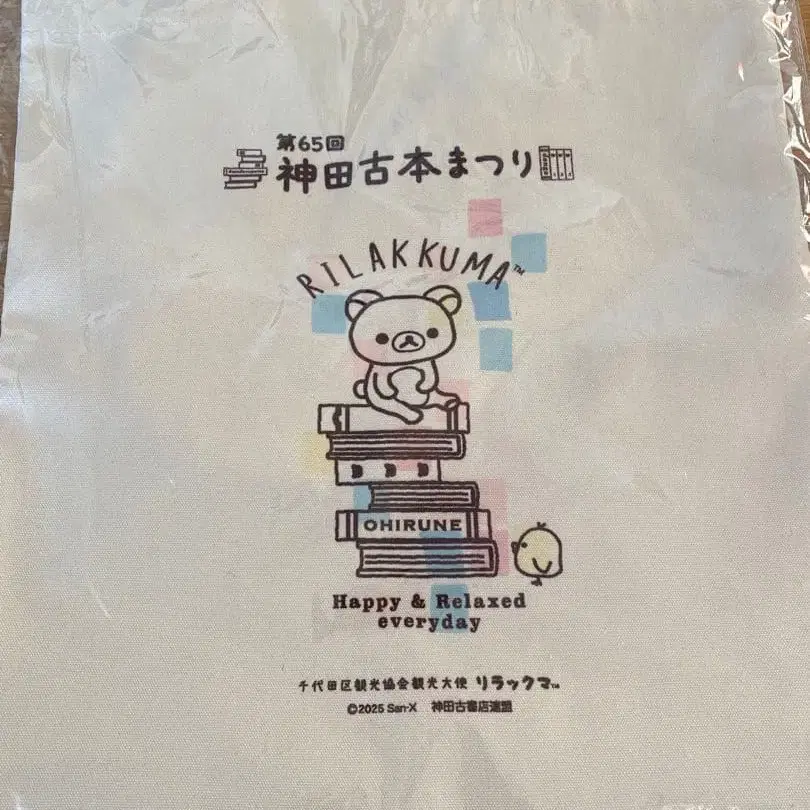 第65回
神田古本まつり
RILAKKUMA™
OHIRUNE
Happy & Relaxed
everyday
千代田区観光協会観光大使 リラックマ™
©2025 San-X 神田古書店連盟